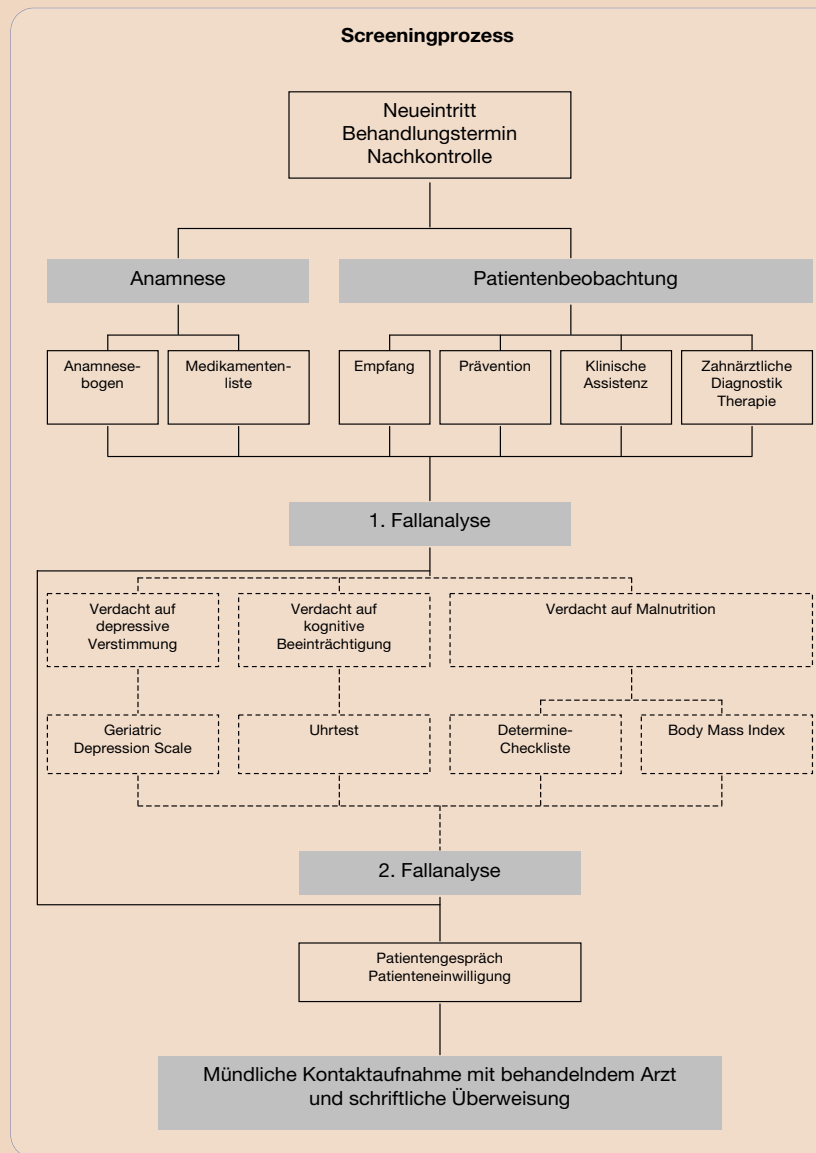 Screeningprozess
Neueintritt
Behandlungstermin
Nachkontrolle
Anamnese
Patientenbeobachtung
Anamnese-
bogen
Medikamenten-
liste
Empfang
Prävention
Klinische
Assistenz
Zahnärztliche
Diagnostik
Therapie
1. Fallanalyse
Verdacht auf
depressive
Verstimmung
Verdacht auf
kognitive
Beeinträchtigung
Verdacht auf Malnutrition
Geriatric
Depression Scale
Uhrtest
Determine-
Checkliste
Body Mass Index
2. Fallanalyse
Patientengespräch
Patienteneinwilligung
Mündliche Kontaktaufnahme mit behandelndem Arzt
und schriftliche Überweisung